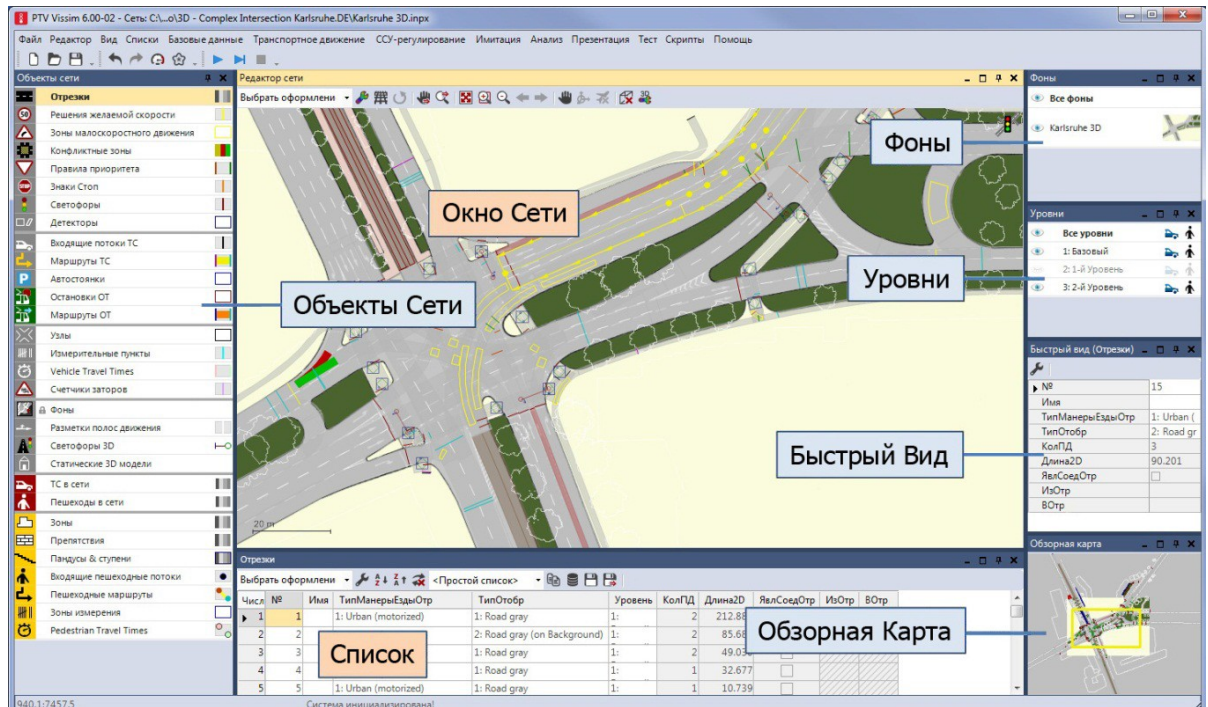 PTV Vissim 6.00-02 - Сеть: C:\...o\3D - Complex Intersection Karlsruhe.DE\Karlsruhe 3D.inpx
Файл Редактор Вид Списки Базовые данные Транспортное движение ССУ-регулирование Имитация Анализ Презентация Тест Скрипты Помощь
Объекты сети
Отрезки
50 Решения желаемой скорости
Зоны малоскоростного движения
Конфликтные зоны
Правила приоритета
STOP Знаки Стоп
Светофоры
Детекторы
Входящие потоки ТС
Маршруты ТС
P Автостоянки
Остановки ОТ
Маршруты ОТ
Узлы
Измерительные пункты
Vehicle Travel Times
Счетчики заторов
Фоны
Разметки полос движения
Светофоры 3D
Статические 3D модели
ТС в сети
Пешеходы в сети
Зоны
Препятствия
Пандусы & ступени
Входящие пешеходные потоки
Пешеходные маршруты
Зоны измерения
Pedestrian Travel Times
Объекты Сети
Редактор сети
Выбрать оформлени
Окно Сети
20 m
Отрезки
Выбрать оформлени <Простой список>
Числ № Имя ТипМанерыЕздыОтр ТипОтобр Уровень КолПД Длина2D ЯвлСоедОтр ИзОтр ВОтр
1 1 1: Urban (motorized) 1: Road gray 1: 2 212.88
2 2 2: Road gray (on Background) 1: 2 85.68
3 3 1: Road gray 1: 2 49.03
4 4 1: Road gray 1: 1 32.677
5 5 1: Urban (motorized) 1: Road gray 1: 1 10.739
Список
Фоны
Все фоны
Karlsruhe 3D
Фоны
Уровни
Все уровни
1: Базовый
2: 1-й Уровень
3: 2-й Уровень
Уровни
Быстрый вид (Отрезки)
№ 15
Имя
ТипМанерыЕздыОтр 1: Urban (
ТипОтобр 2: Road gr
КолПД 3
Длина2D 90.201
ЯвлСоедОтр
ИзОтр
ВОтр
Быстрый Вид
Обзорная карта
Обзорная Карта
940.1:7457.5 Система инициализирована!